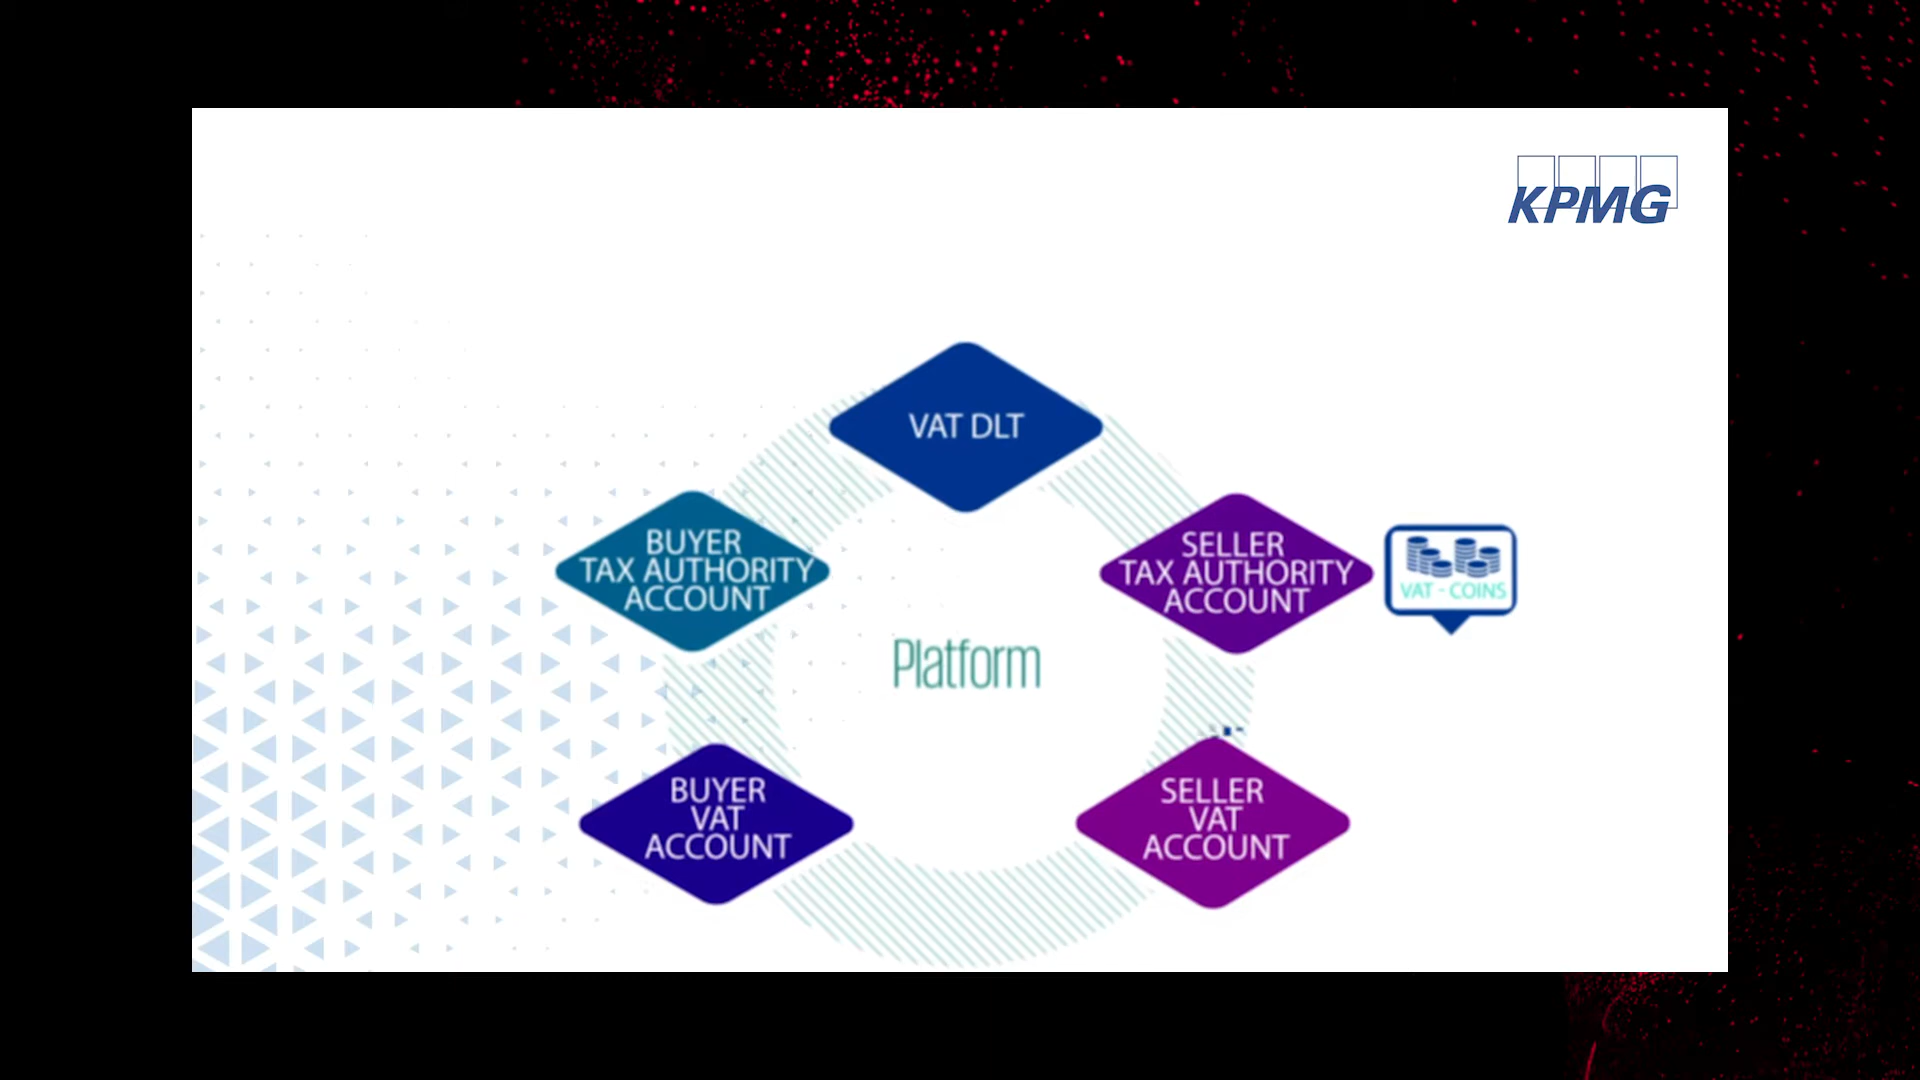 KPMG
VAT DLT
BUYER
TAX AUTHORITY
ACCOUNT
SELLER
TAX AUTHORITY
ACCOUNT
VAT - COINS
Platform
BUYER
VAT
ACCOUNT
SELLER
VAT
ACCOUNT